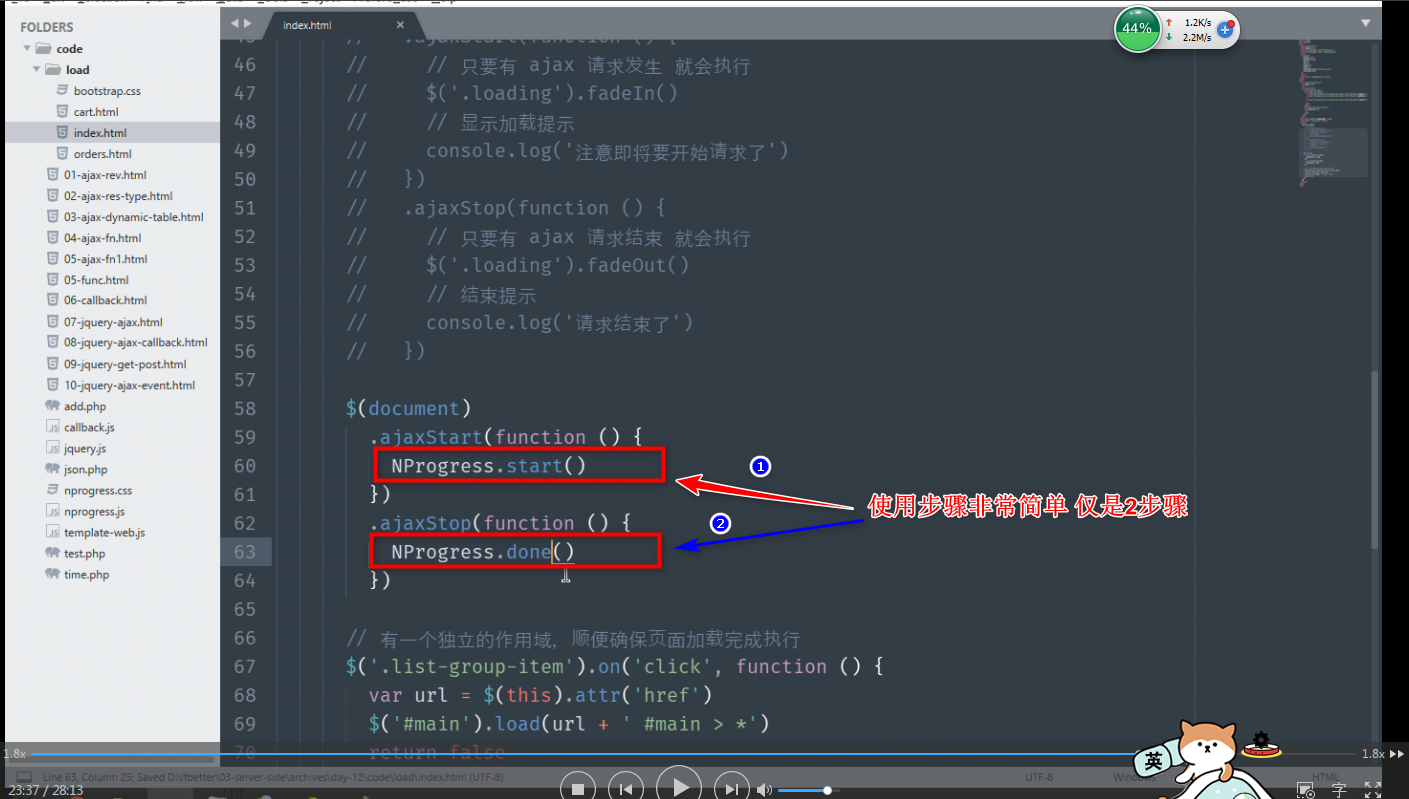 FOLDERS
code
load
bootstrap.css
cart.html
index.html
orders.html
01-ajax-rev.html
02-ajax-res-type.html
03-ajax-dynamic-table.html
04-ajax-fn.html
05-ajax-fn1.html
05-func.html
06-callback.html
07-jquery-ajax.html
08-jquery-ajax-callback.html
09-jquery-get-post.html
10-jquery-ajax-event.html
add.php
callback.js
jquery.js
json.php
nprogress.css
nprogress.js
template-web.js
test.php
time.php
index.html ×
44% 1.2K/s
2.2M/s
45 // .ajaxStart(function () {
46 // // 只要有 ajax 请求发生 就会执行
47 // $('.loading').fadeIn()
48 // // 显示加载提示
49 // console.log('注意即将要开始请求了')
50 // })
51 // .ajaxStop(function () {
52 // // 只要有 ajax 请求结束 就会执行
53 // $('.loading').fadeOut()
54 // // 结束提示
55 // console.log('请求结束了')
56 // })
57
58 $(document)
59 .ajaxStart(function () {
60 NProgress.start()
61 })
62 .ajaxStop(function () {
63 NProgress.done()
64 })
65
66 // 有一个独立的作用域，顺便确保页面加载完成执行
67 $('.list-group-item').on('click', function () {
68 var url = $(this).attr('href')
69 $('#main').load(url + ' #main > *')
70 return false
1
2
使用步骤非常简单 仅是2步骤
1.8x
1.8x
英
Line 63, Column 25; Saved D:\itbetter\03-server-side\archives\day-12\code\load\index.html (UTF-8)
UTF-8
HTML
23:37 / 28:13
字